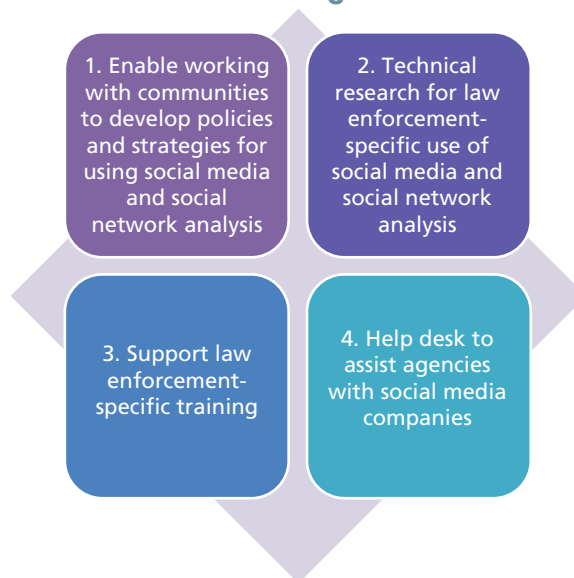 1. Enable working
with communities
to develop policies
and strategies for
using social media
and social
network analysis
2. Technical
research for law
enforcement-
specific use of
social media and
social network
analysis
3. Support law
enforcement-
specific training
4. Help desk to
assist agencies
with social media
companies